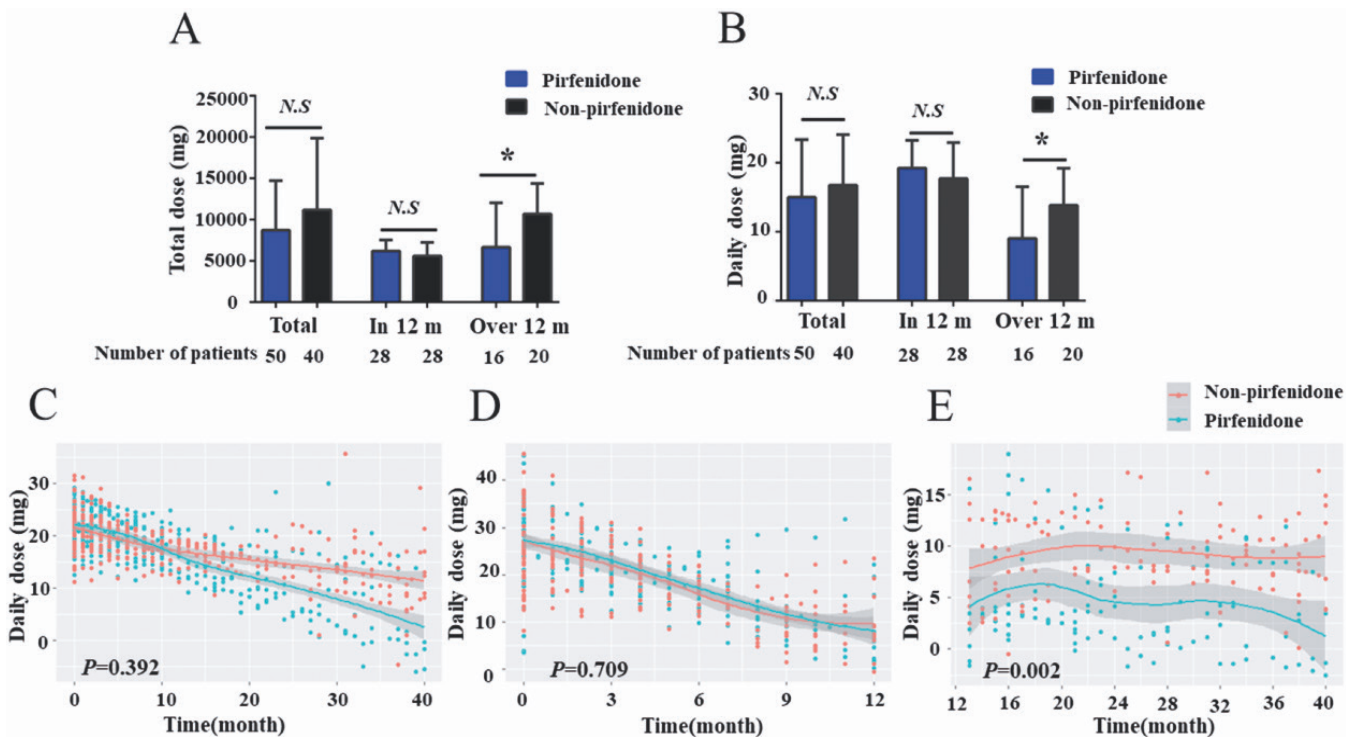 A
Pirfenidone
Non-pirfenidone
Total dose (mg)
25000
20000
15000
10000
5000
0
N.S
N.S
*
Total
In 12 m
Over 12 m
Number of patients
50
40
28
28
16
20
B
Pirfenidone
Non-pirfenidone
Daily dose (mg)
30
20
10
0
N.S
N.S
*
Total
In 12 m
Over 12 m
Number of patients
50
40
28
28
16
20
Non-pirfenidone
Pirfenidone
C
Daily dose (mg)
30
20
10
0
P=0.392
0
10
20
30
40
Time(month)
D
Daily dose (mg)
40
30
20
10
0
P=0.709
0
3
6
9
12
Time(month)
E
Daily dose (mg)
15
10
5
0
P=0.002
12
16
20
24
28
32
36
40
Time(month)